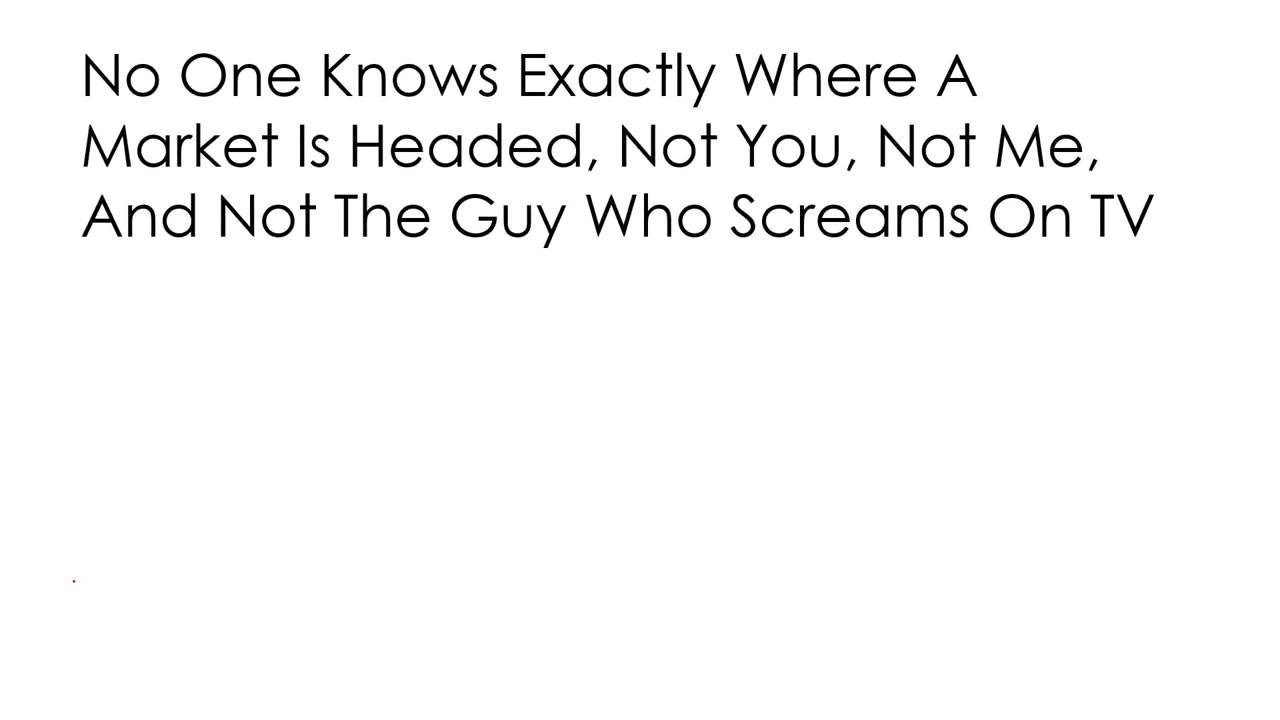 No One Knows Exactly Where A
Market Is Headed, Not You, Not Me,
And Not The Guy Who Screams On TV